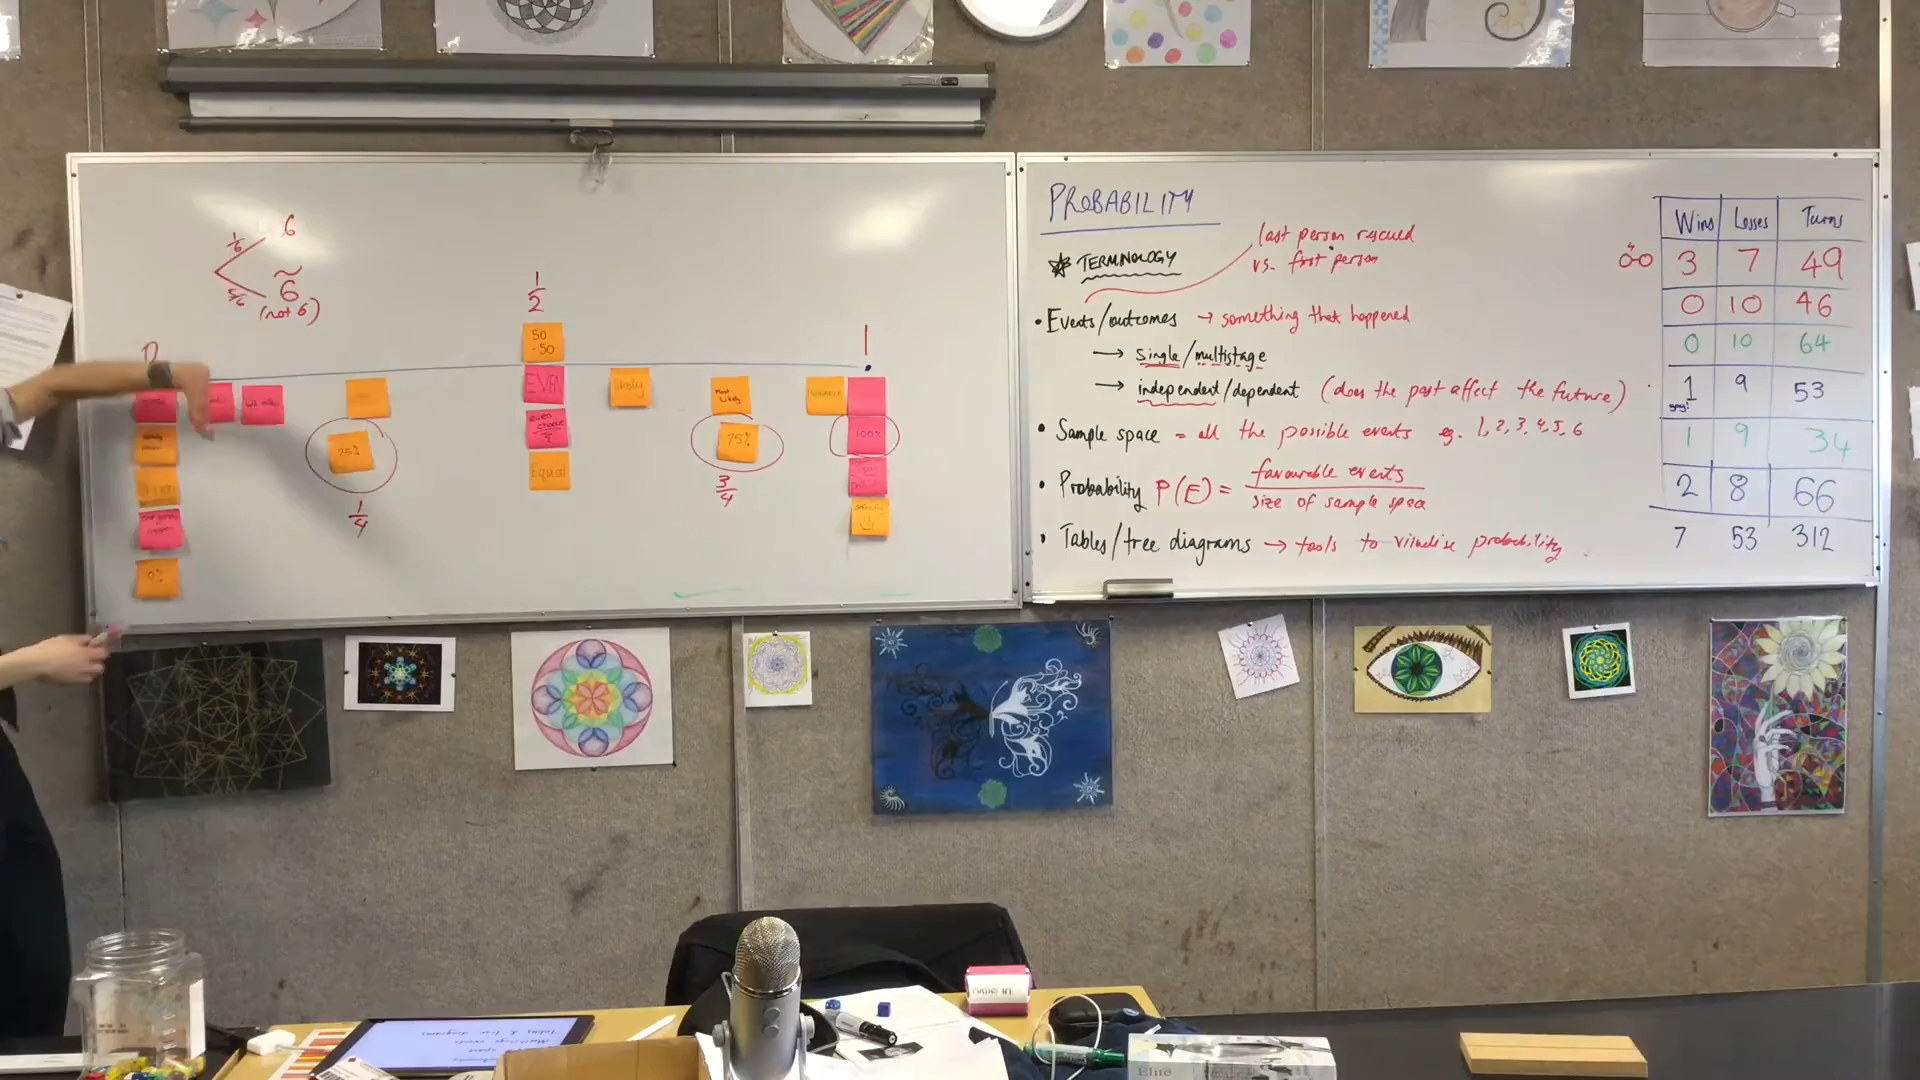 1/6 6
5/6 6̃
(not 6)
0
1/2
1
50
-50
EVEN
even
chance
Equal
likely
Most
Likely
75%
3/4
25%
1/4
100%
0%
PROBABILITY
TERMINOLOGY
last person rescued
vs. first person
• Events/outcomes → something that happened
→ single/multistage
→ independent/dependent (does the past affect the future)
• Sample space = all the possible events eg. 1, 2, 3, 4, 5, 6
• Probability P(E) = favourable events
size of sample space
• Tables/tree diagrams → tools to visualise probability
Wins Losses Turns
3 7 49
0 10 46
0 10 64
1 9 53
1 9 34
2 8 66
7 53 312
Elite